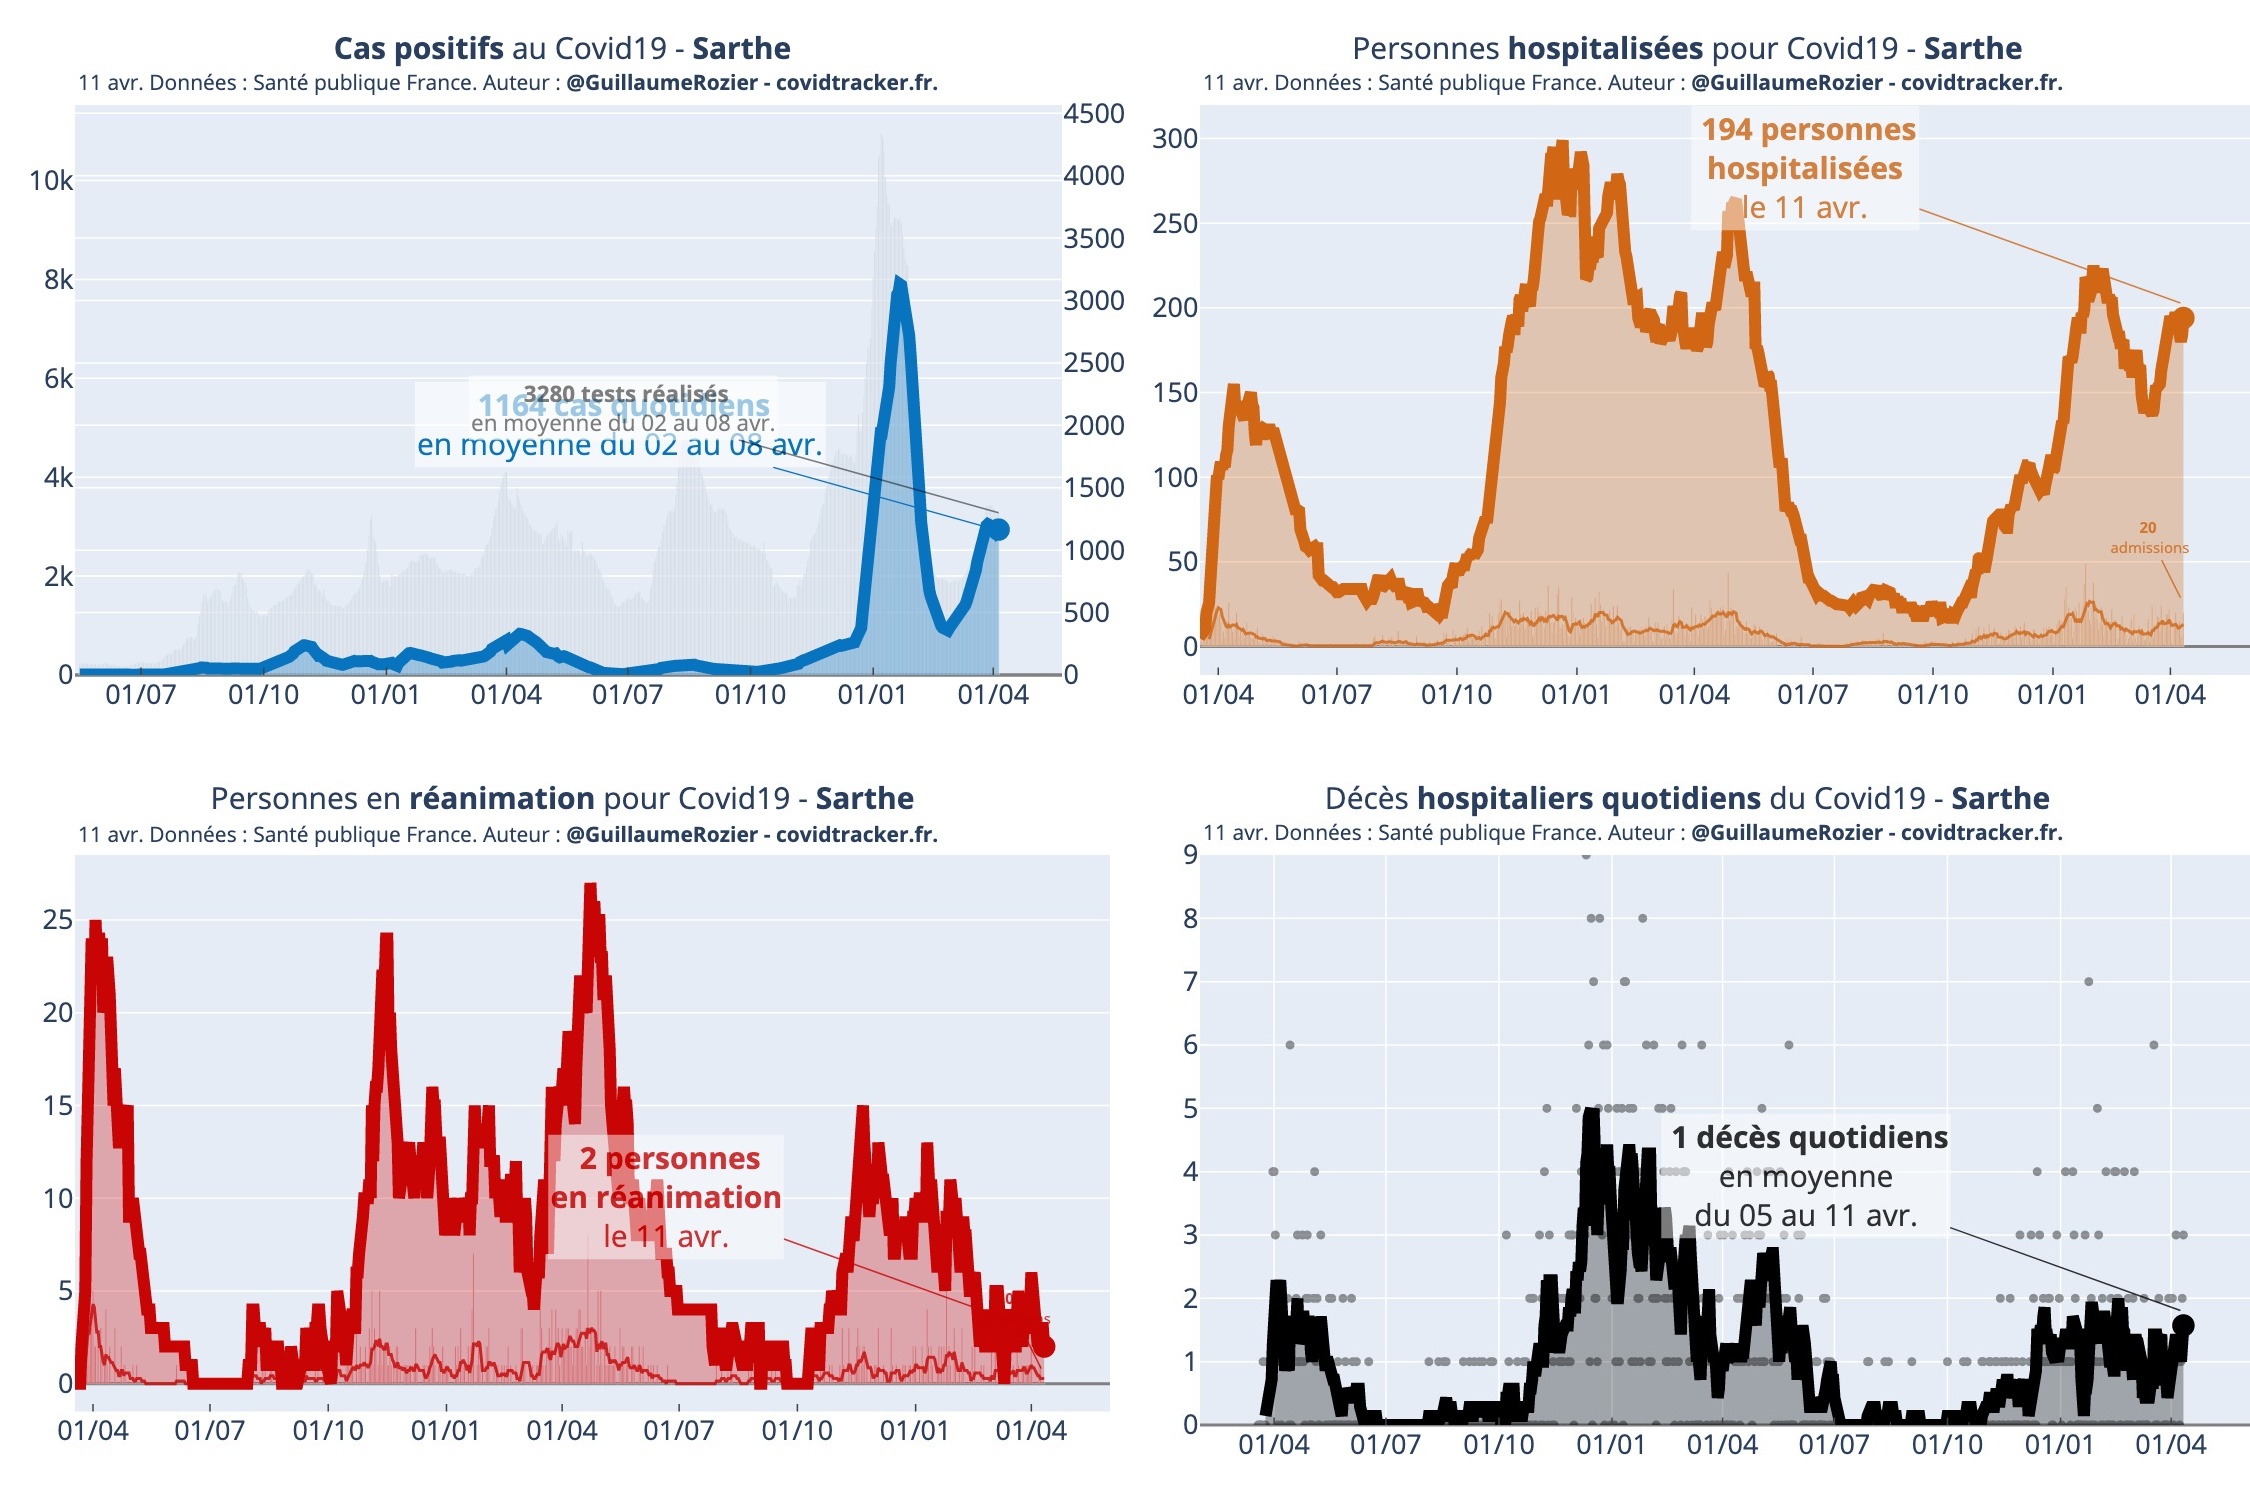 Cas positifs au Covid19 - Sarthe
11 avr. Données : Santé publique France. Auteur : @GuillaumeRozier - covidtracker.fr.
4500
4000
3500
3000
2500
2000
1500
1000
500
0
10k
8k
6k
4k
2k
0
3280 tests réalisés
1164 cas quotidiens
en moyenne du 02 au 08 avr.
en moyenne du 02 au 08 avr.
01/07 01/10 01/01 01/04 01/07 01/10 01/01 01/04
Personnes hospitalisées pour Covid19 - Sarthe
11 avr. Données : Santé publique France. Auteur : @GuillaumeRozier - covidtracker.fr.
300
250
200
150
100
50
0
194 personnes
hospitalisées
le 11 avr.
20
admissions
01/04 01/07 01/10 01/01 01/04 01/07 01/10 01/01 01/04
Personnes en réanimation pour Covid19 - Sarthe
11 avr. Données : Santé publique France. Auteur : @GuillaumeRozier - covidtracker.fr.
25
20
15
10
5
0
2 personnes
en réanimation
le 11 avr.
01/04 01/07 01/10 01/01 01/04 01/07 01/10 01/01 01/04
Décès hospitaliers quotidiens du Covid19 - Sarthe
11 avr. Données : Santé publique France. Auteur : @GuillaumeRozier - covidtracker.fr.
9
8
7
6
5
4
3
2
1
0
1 décès quotidiens
en moyenne
du 05 au 11 avr.
01/04 01/07 01/10 01/01 01/04 01/07 01/10 01/01 01/04